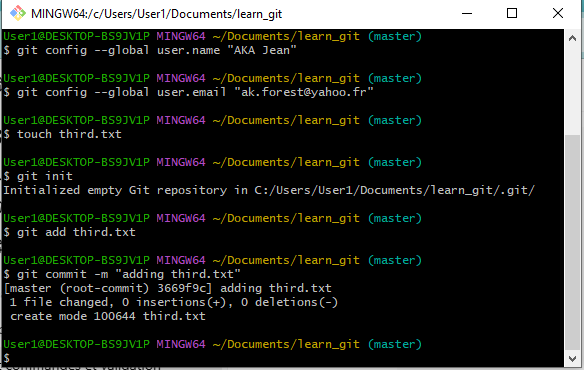 MINGW64:/c/Users/User1/Documents/learn_git
User1@DESKTOP-BS9JV1P MINGW64 ~/Documents/learn_git (master)
$ git config --global user.name "AKA Jean"
User1@DESKTOP-BS9JV1P MINGW64 ~/Documents/learn_git (master)
$ git config --global user.email "ak.forest@yahoo.fr"
User1@DESKTOP-BS9JV1P MINGW64 ~/Documents/learn_git (master)
$ touch third.txt
User1@DESKTOP-BS9JV1P MINGW64 ~/Documents/learn_git (master)
$ git init
Initialized empty Git repository in C:/Users/User1/Documents/learn_git/.git/
User1@DESKTOP-BS9JV1P MINGW64 ~/Documents/learn_git (master)
$ git add third.txt
User1@DESKTOP-BS9JV1P MINGW64 ~/Documents/learn_git (master)
$ git commit -m "adding third.txt"
[master (root-commit) 3669f9c] adding third.txt
 1 file changed, 0 insertions(+), 0 deletions(-)
 create mode 100644 third.txt
User1@DESKTOP-BS9JV1P MINGW64 ~/Documents/learn_git (master)
$
commandes et validation